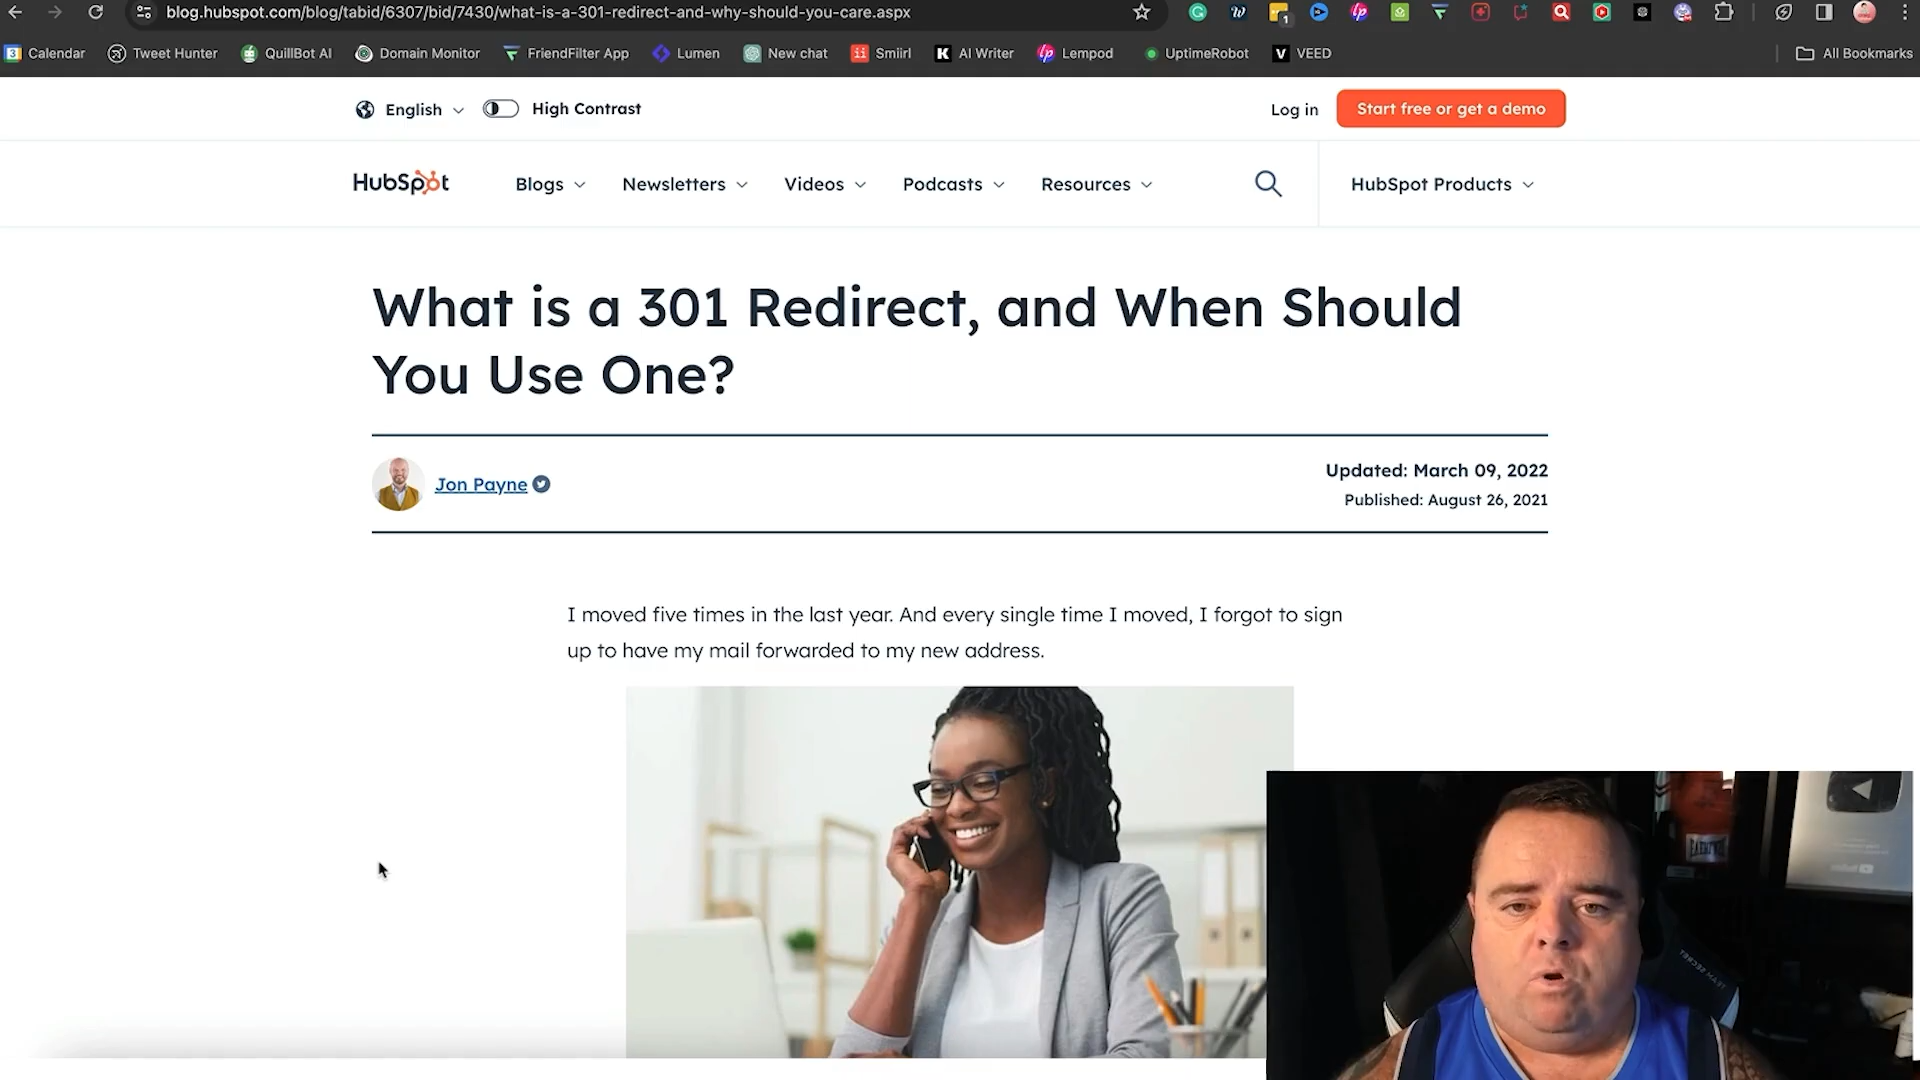 blog.hubspot.com/blog/tabid/6307/bid/7430/what-is-a-301-redirect-and-why-should-you-care.aspx
Calendar Tweet Hunter QuillBot AI Domain Monitor FriendFilter App Lumen New chat Smiirl AI Writer Lempod UptimeRobot VEED All Bookmarks
English High Contrast Log in Start free or get a demo
HubSpot Blogs Newsletters Videos Podcasts Resources HubSpot Products
What is a 301 Redirect, and When Should
You Use One?
Jon Payne
Updated: March 09, 2022
Published: August 26, 2021
I moved five times in the last year. And every single time I moved, I forgot to sign
up to have my mail forwarded to my new address.